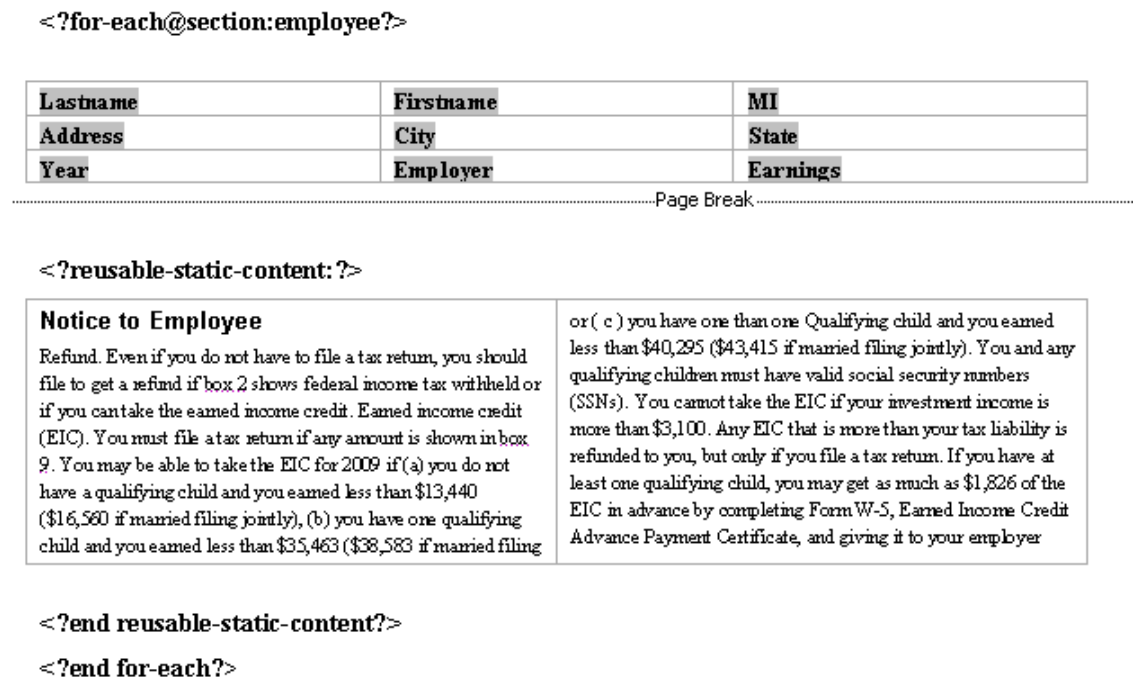 <?for-each@section:employee?>
Lastname Firstname MI
Address City State
Year Employer Earnings
Page Break
<?reusable-static-content:?>
Notice to Employee
Refund. Even if you do not have to file a tax return, you should
file to get a refund if box 2 shows federal income tax withheld or
if you can take the earned income credit. Earned income credit
(EIC). You must file a tax return if any amount is shown in box
9. You may be able to take the EIC for 2009 if (a) you do not
have a qualifying child and you earned less than $13,440
($16,560 if married filing jointly), (b) you have one qualifying
child and you earned less than $35,463 ($38,583 if married filing
or ( c ) you have one than one Qualifying child and you earned
less than $40,295 ($43,415 if married filing jointly). You and any
qualifying children must have valid social security numbers
(SSNs). You cannot take the EIC if your investment income is
more than $3,100. Any EIC that is more than your tax liability is
refunded to you, but only if you file a tax return. If you have at
least one qualifying child, you may get as much as $1,826 of the
EIC in advance by completing Form W-5, Earned Income Credit
Advance Payment Certificate, and giving it to your employer
<?end reusable-static-content?>
<?end for-each?>